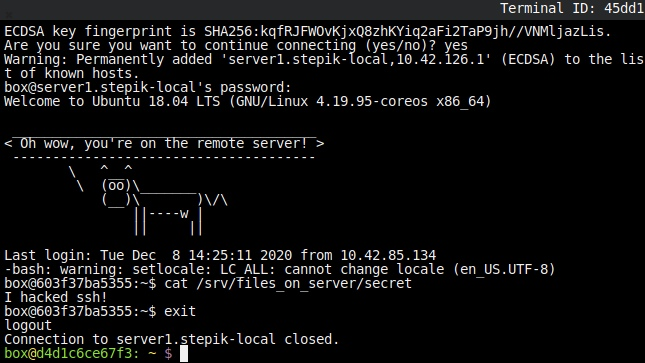 Terminal ID: 45dd1
ECDSA key fingerprint is SHA256:kqfRJFWOvKjxQ8zhKYiq2aFi2TaP9jh//VNMljazLis.
Are you sure you want to continue connecting (yes/no)? yes
Warning: Permanently added 'server1.stepik-local,10.42.126.1' (ECDSA) to the lis
t of known hosts.
box@server1.stepik-local's password:
Welcome to Ubuntu 18.04 LTS (GNU/Linux 4.19.95-coreos x86_64)
 ______________________________________
< Oh wow, you're on the remote server! >
 --------------------------------------
        \   ^__^
         \  (oo)\_______
            (__)\       )\/\
                ||----w |
                ||     ||
Last login: Tue Dec  8 14:25:11 2020 from 10.42.85.134
-bash: warning: setlocale: LC_ALL: cannot change locale (en_US.UTF-8)
box@603f37ba5355:~$ cat /srv/files_on_server/secret
I hacked ssh!
box@603f37ba5355:~$ exit
logout
Connection to server1.stepik-local closed.
box@d4d1c6ce67f3: ~ $